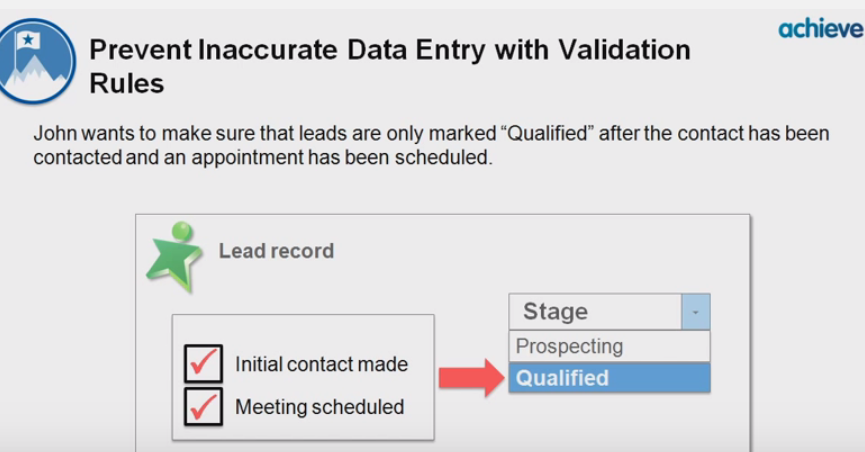 achieve
Prevent Inaccurate Data Entry with Validation
Rules
John wants to make sure that leads are only marked “Qualified” after the contact has been
contacted and an appointment has been scheduled.
Lead record
Stage
Prospecting
Initial contact made
Qualified
Meeting scheduled